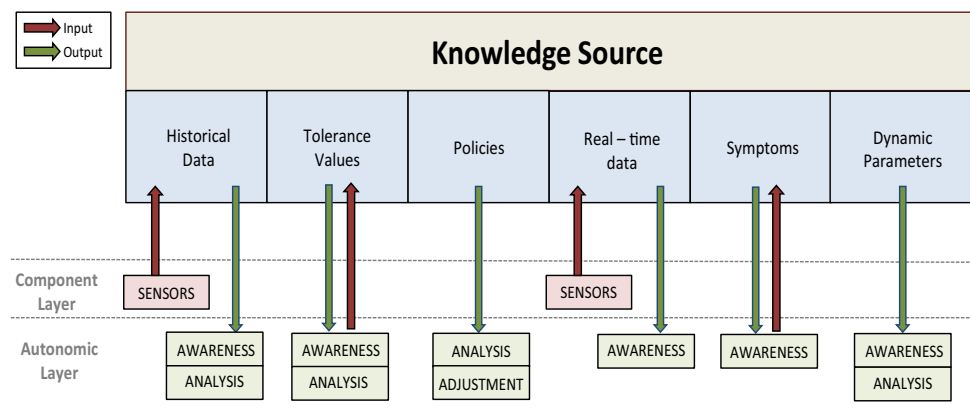 Input
Output
Knowledge Source
Historical
Data
Tolerance
Values
Policies
Real – time
data
Symptoms
Dynamic
Parameters
Component
Layer
SENSORS
SENSORS
Autonomic
Layer
AWARENESS
ANALYSIS
AWARENESS
ANALYSIS
ANALYSIS
ADJUSTMENT
AWARENESS
AWARENESS
AWARENESS
ANALYSIS